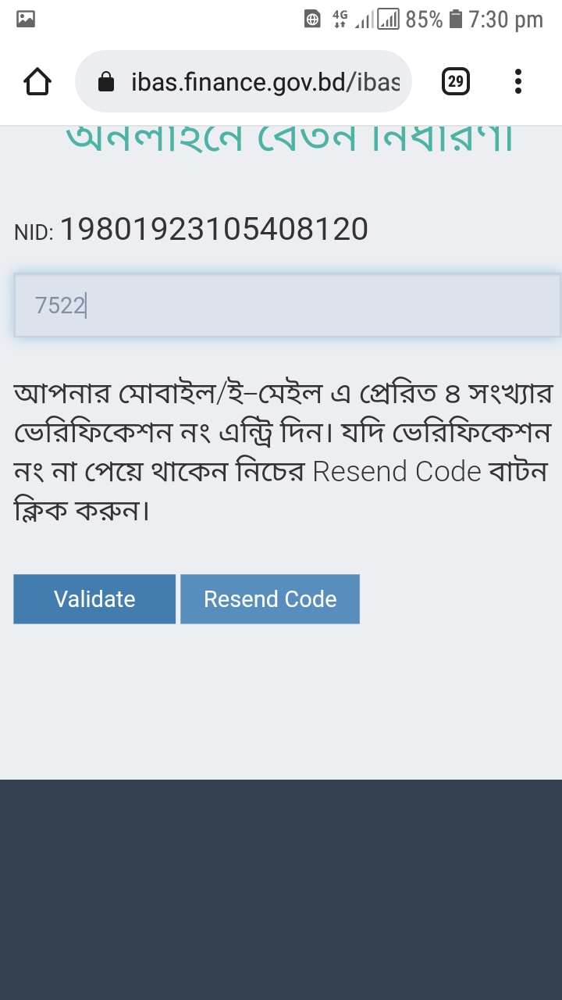 4G 85% 7:30 pm
ibas.finance.gov.bd/ibas
29
অনলাইনে বেতন নির্ধারণী
NID: 19801923105408120
7522
আপনার মোবাইল/ই-মেইল এ প্রেরিত ৪ সংখ্যার
ভেরিফিকেশন নং এন্ট্রি দিন। যদি ভেরিফিকেশন
নং না পেয়ে থাকেন নিচের Resend Code বাটন
ক্লিক করুন।
Validate Resend Code